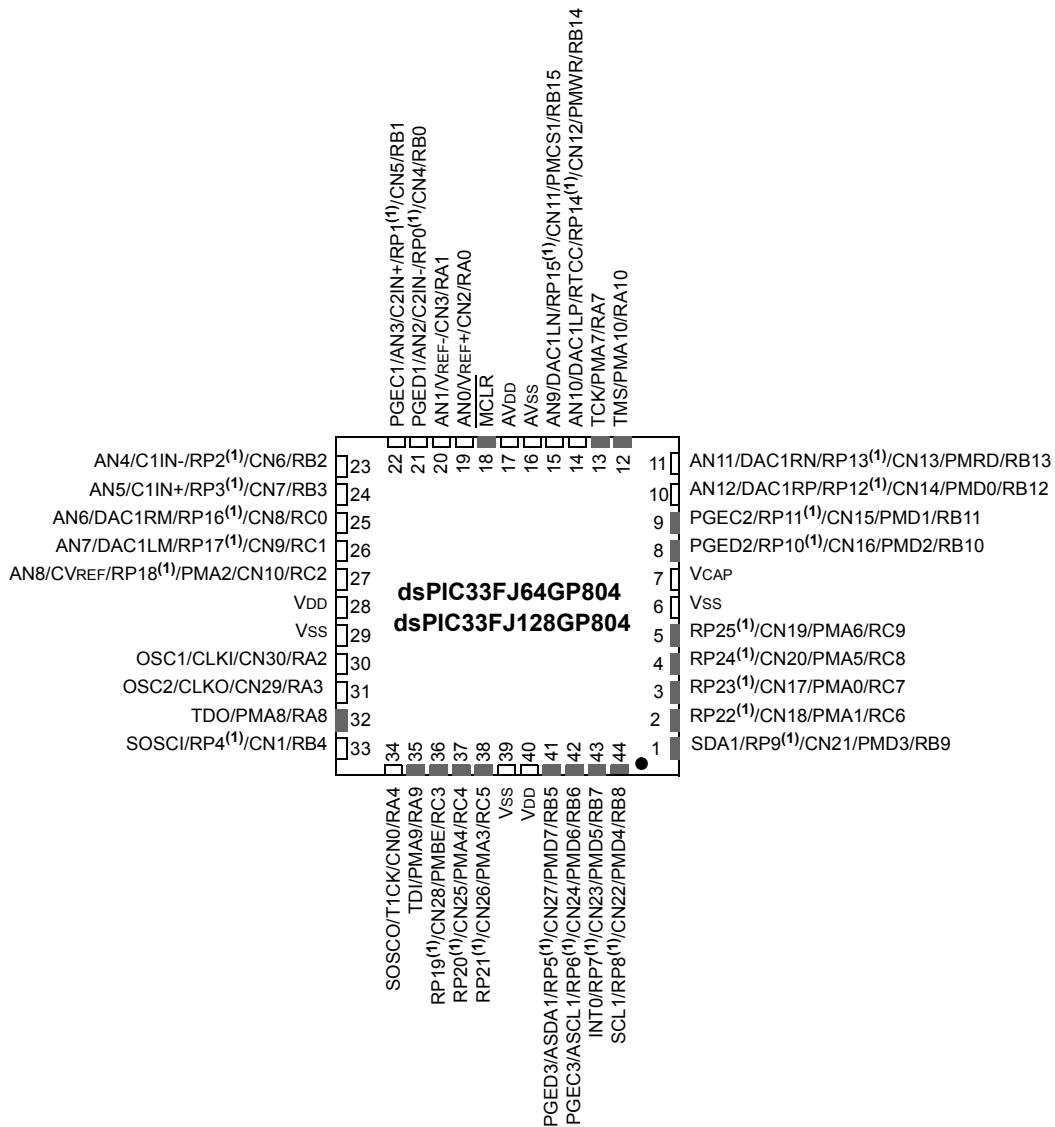 PGEC1/AN3/C2IN+/RP1(1)/CN5/RB1
PGED1/AN2/C2IN-/RP0(1)/CN4/RB0
AN1/VREF-/CN3/RA1
AN0/VREF+/CN2/RA0
MCLR
AVDD
AVSS
AN9/DAC1LN/RP15(1)/CN11/PMCS1/RB15
AN10/DAC1LP/RTCC/RP14(1)/CN12/PMWR/RB14
TCK/PMA7/RA7
TMS/PMA10/RA10
22 21 20 19 18 17 16 15 14 13 12
AN4/C1IN-/RP2(1)/CN6/RB2 23
AN5/C1IN+/RP3(1)/CN7/RB3 24
AN6/DAC1RM/RP16(1)/CN8/RC0 25
AN7/DAC1LM/RP17(1)/CN9/RC1 26
AN8/CVREF/RP18(1)/PMA2/CN10/RC2 27
VDD 28
VSS 29
OSC1/CLKI/CN30/RA2 30
OSC2/CLKO/CN29/RA3 31
TDO/PMA8/RA8 32
SOSCI/RP4(1)/CN1/RB4 33
dsPIC33FJ64GP804
dsPIC33FJ128GP804
11 AN11/DAC1RN/RP13(1)/CN13/PMRD/RB13
10 AN12/DAC1RP/RP12(1)/CN14/PMD0/RB12
9 PGEC2/RP11(1)/CN15/PMD1/RB11
8 PGED2/RP10(1)/CN16/PMD2/RB10
7 VCAP
6 VSS
5 RP25(1)/CN19/PMA6/RC9
4 RP24(1)/CN20/PMA5/RC8
3 RP23(1)/CN17/PMA0/RC7
2 RP22(1)/CN18/PMA1/RC6
1 SDA1/RP9(1)/CN21/PMD3/RB9
34 35 36 37 38 39 40 41 42 43 44
SOSCO/T1CK/CN0/RA4
TDI/PMA9/RA9
RP19(1)/CN28/PMBE/RC3
RP20(1)/CN25/PMA4/RC4
RP21(1)/CN26/PMA3/RC5
VSS
VDD
PGED3/ASDA1/RP5(1)/CN27/PMD7/RB5
PGEC3/ASCL1/RP6(1)/CN24/PMD6/RB6
INT0/RP7(1)/CN23/PMD5/RB7
SCL1/RP8(1)/CN22/PMD4/RB8